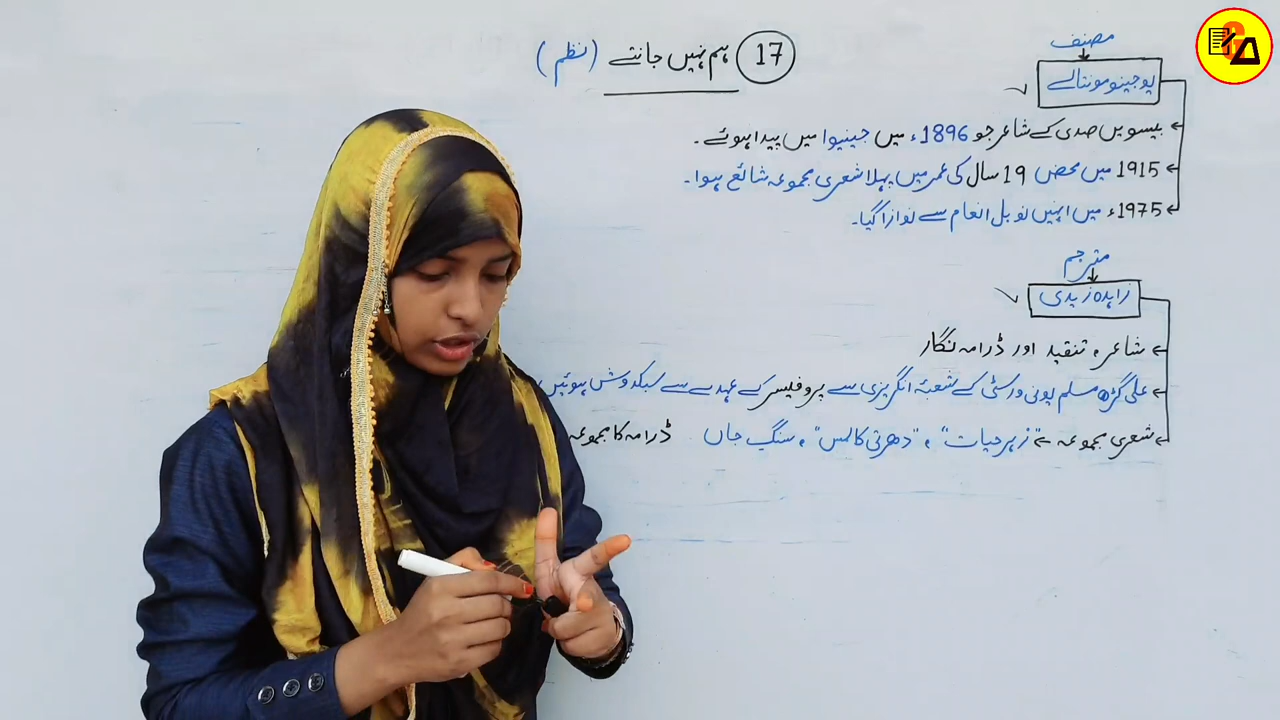 17 ہم نہیں جانتے (نظم)
مصنف
یوجینو مونتالے
بیسویں صدی کے شاعر جو 1896ء میں جینیوا میں پیدا ہوئے۔
1915 میں محض 19 سال کی عمر میں پہلا شعری مجموعہ شائع ہوا۔
1975ء میں انہیں نوبل انعام سے نوازا گیا۔
مترجم
زاہدہ زیدی
شاعرہ، تنقید اور ڈرامہ نگار
علی گڑھ مسلم یونی ورسٹی کے شعبۂ انگریزی سے پروفیسر کے عہدے سے سبکدوش ہوئیں
شعری مجموعہ ← "زہر حیات"، "دھرتی کا لمس"، سنگِ جاں ڈرامہ کا مجموعہ